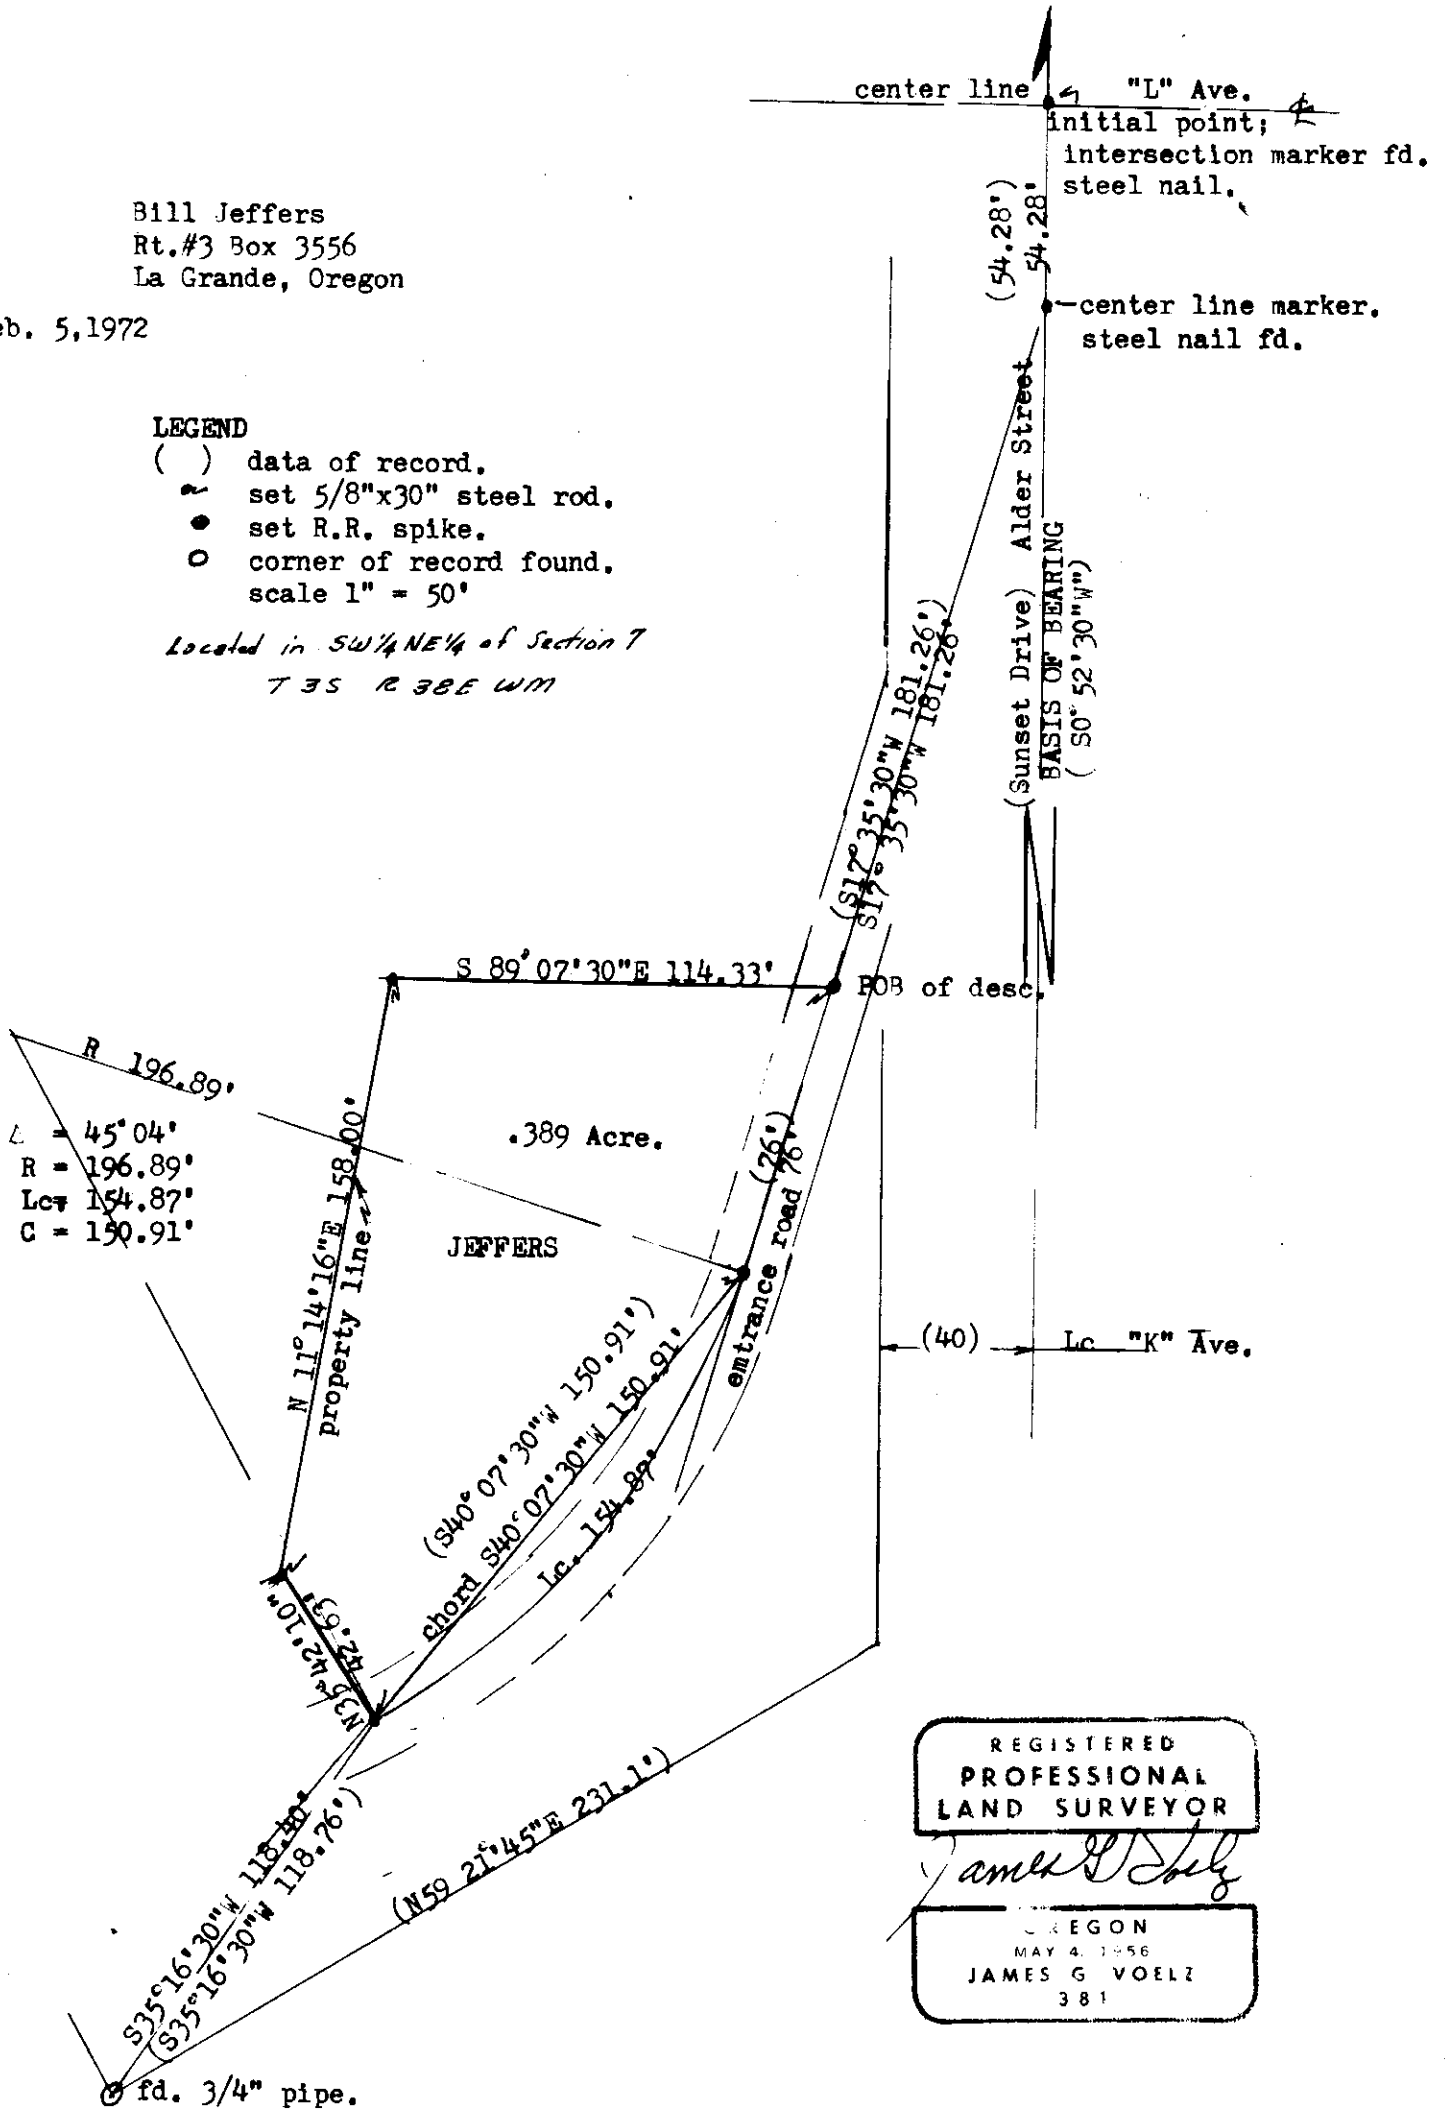 center line
"L" Ave.
initial point;
intersection marker fd.
steel nail.
Bill Jeffers
Rt.#3 Box 3556
La Grande, Oregon
(54.28')
54.28'
eb. 5,1972
center line marker.
steel nail fd.
LEGEND
( ) data of record.
set 5/8"x30" steel rod.
set R.R. spike.
corner of record found.
scale 1" = 50'
Located in SW¼ NE¼ of Section 7
T 3S R 38E WM
(Sunset Drive) Alder Street
BASIS OF BEARING
( S0°52'30"W")
(S17°35'30"W 181.26')
S17° 35'30"W 181.26'
S 89°07'30"E 114.33'
POB of desc.
R 196.89'
Δ = 45°04'
R = 196.89'
Lc= 154.87'
C = 150.91'
.389 Acre.
JEFFERS
N 11°14'16"E 158.00'
property line
(76')
emtrance road 76'
(40)
Lc "K" Ave.
(S40°07'30"W 150.91')
chord S40°07'30"W 150.91'
Lc. 154.87'
N35°42'10"
42.63'
S35°16'30"W 118.40'
(S35°16'30"W 118.76')
(N59°21'45"E 231.1')
fd. 3/4" pipe.
REGISTERED
PROFESSIONAL
LAND SURVEYOR
James G Voelz
OREGON
MAY 4, 1956
JAMES G VOELZ
381